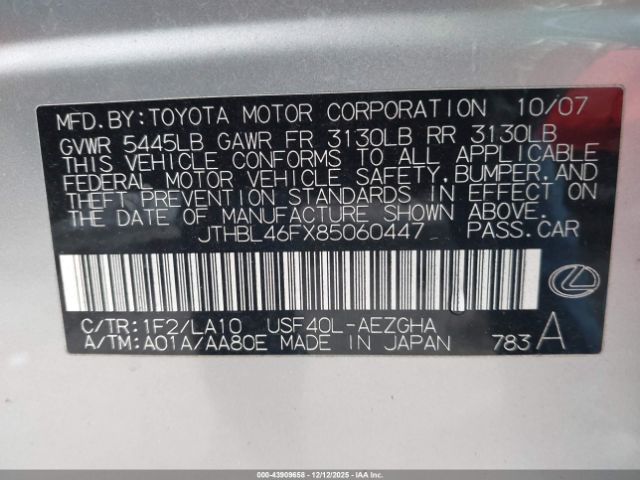 MFD.BY:TOYOTA MOTOR CORPORATION 10/07
GVWR 5445LB GAWR FR 3130LB RR 3130LB
THIS VEHICLE CONFORMS TO ALL APPLICABLE
FEDERAL MOTOR VEHICLE SAFETY,BUMPER,AND
THEFT PREVENTION STANDARDS IN EFFECT ON
THE DATE OF MANUFACTURE SHOWN ABOVE.
JTHBL46FX85060447 PASS.CAR
C/TR:1F2/LA10 USF40L-AEZGHA
A/TM:A01A/AA80E MADE IN JAPAN 783 A
000-43909658 - 12/12/2025 - IAAI.COM